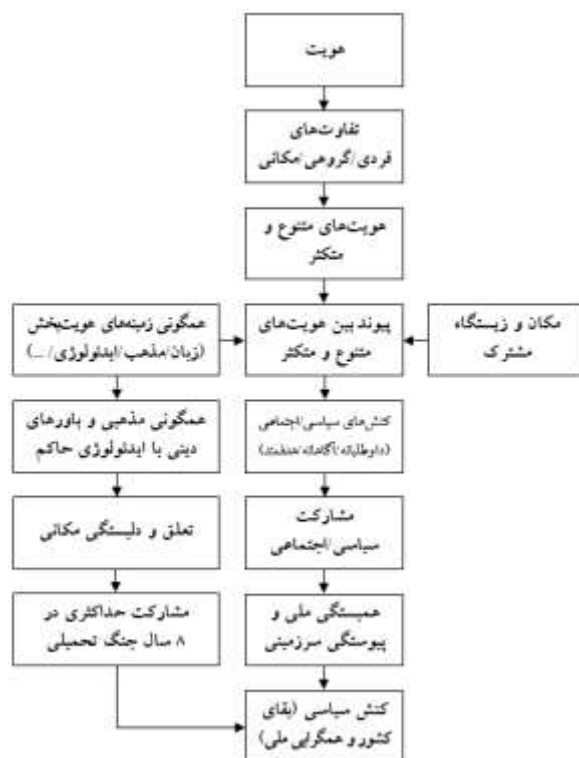 هویت
تفاوت‌های
فردی/گروهی/مکانی
هویت‌های متنوع و
متکثر
همگونی زمینه‌های هویت‌بخش
(زبان/مذهب/ایدئولوژی/ ...)
پیوند بین هویت‌های
متنوع و متکثر
مکان و زیستگاه
مشترک
همگونی مذهبی و باورهای
دینی با ایدئولوژی حاکم
کنش‌های سیاسی/اجتماعی
(داوطلبانه/آگاهانه/هدفمند)
تعلق و دلبستگی مکانی
مشارکت
سیاسی/اجتماعی
مشارکت حداکثری در
۸ سال جنگ تحمیلی
همبستگی ملی و
پیوستگی سرزمینی
کنش سیاسی (بقای
کشور و همگرایی ملی)